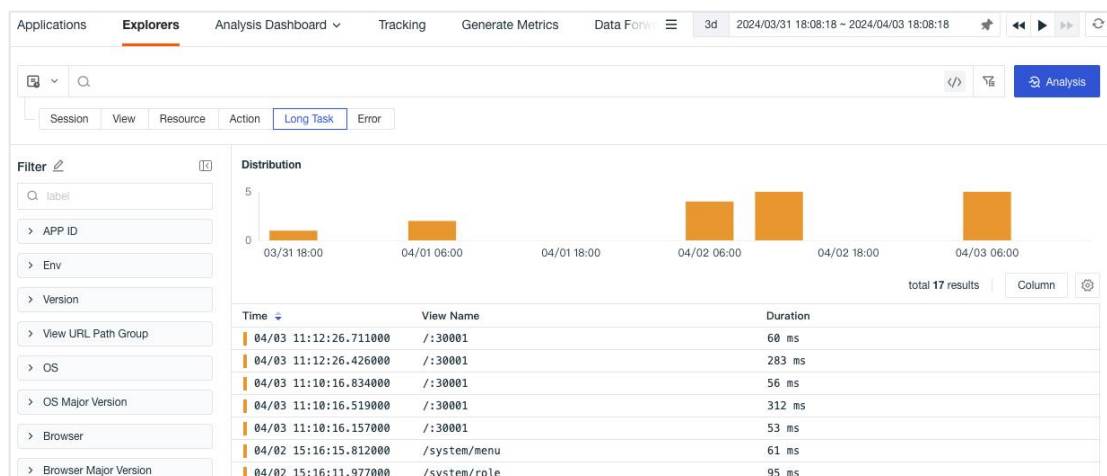 Applications Explorers Analysis Dashboard Tracking Generate Metrics Data Forw 3d 2024/03/31 18:08:18 ~ 2024/04/03 18:08:18
</> Analysis
Session View Resource Action Long Task Error
Filter
label
APP ID
Env
Version
View URL Path Group
OS
OS Major Version
Browser
Browser Major Version
Distribution
5
0
03/31 18:00 04/01 06:00 04/01 18:00 04/02 06:00 04/02 18:00 04/03 06:00
total 17 results Column
Time View Name Duration
04/03 11:12:26.711000 /:30001 60 ms
04/03 11:12:26.426000 /:30001 283 ms
04/03 11:10:16.834000 /:30001 56 ms
04/03 11:10:16.519000 /:30001 312 ms
04/03 11:10:16.157000 /:30001 53 ms
04/02 15:16:15.812000 /system/menu 61 ms
04/02 15:16:11.977000 /system/role 95 ms